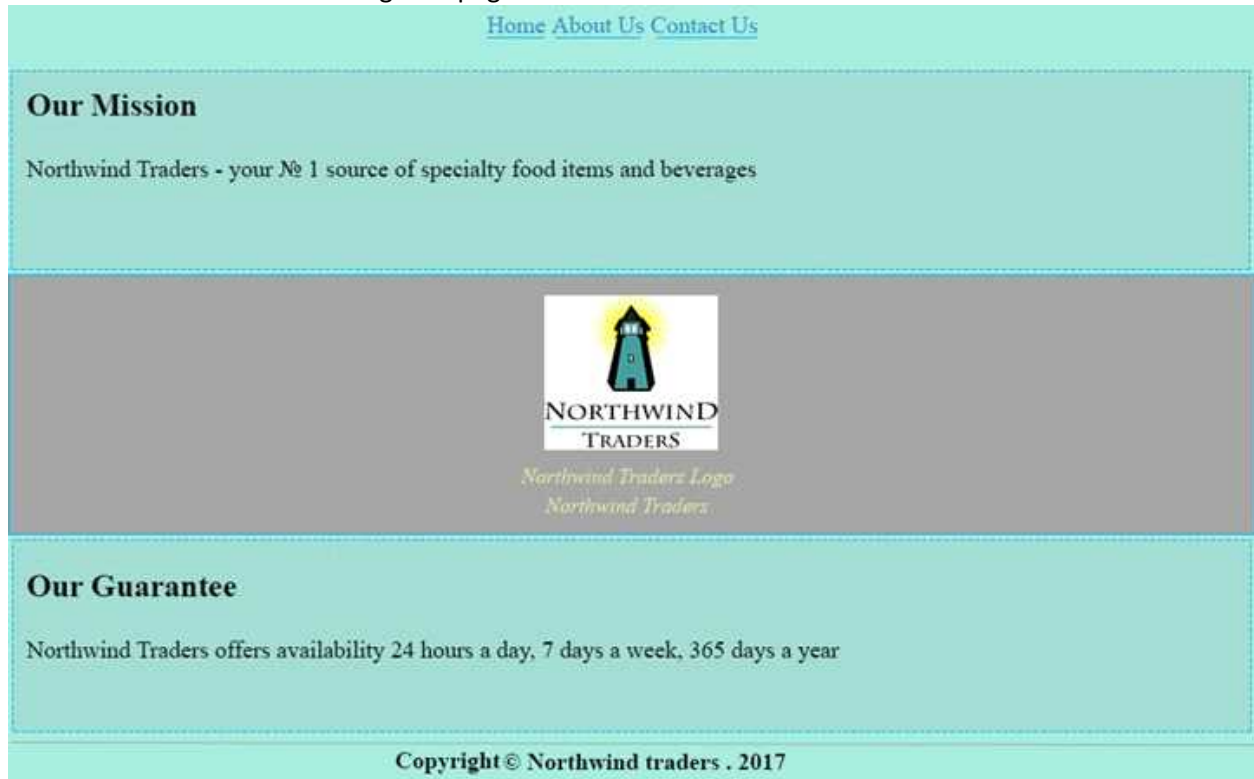 Home About Us Contact Us
Our Mission
Northwind Traders - your № 1 source of specialty food items and beverages
NORTHWIND
TRADERS
Northwind Traders Logo
Northwind Traders
Our Guarantee
Northwind Traders offers availability 24 hours a day, 7 days a week, 365 days a year
Copyright © Northwind traders . 2017